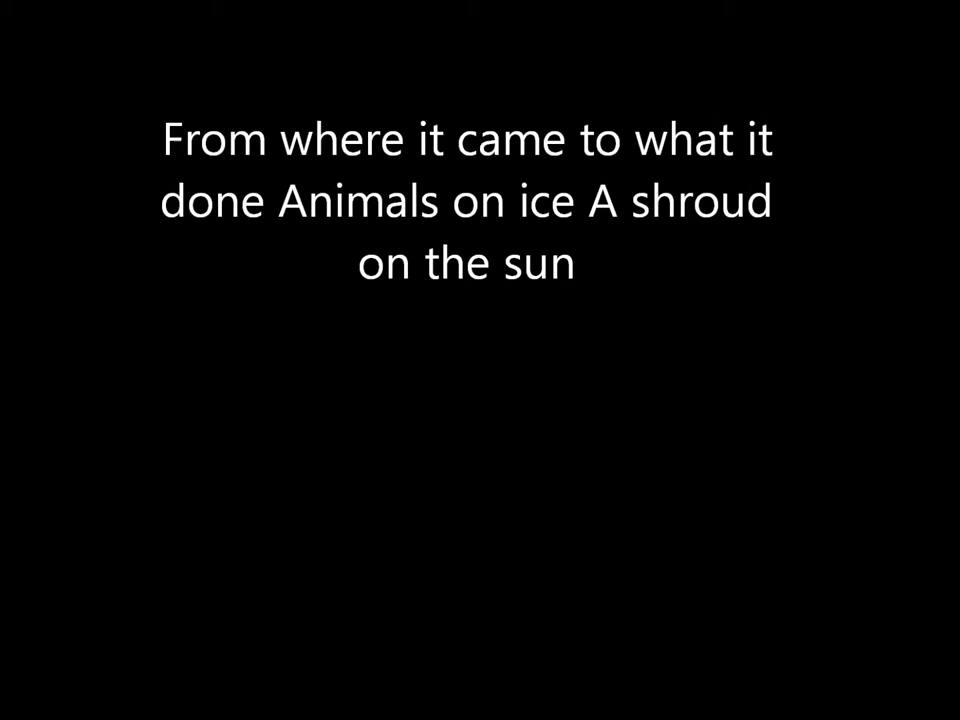 From where it came to what it
done Animals on ice A shroud
on the sun